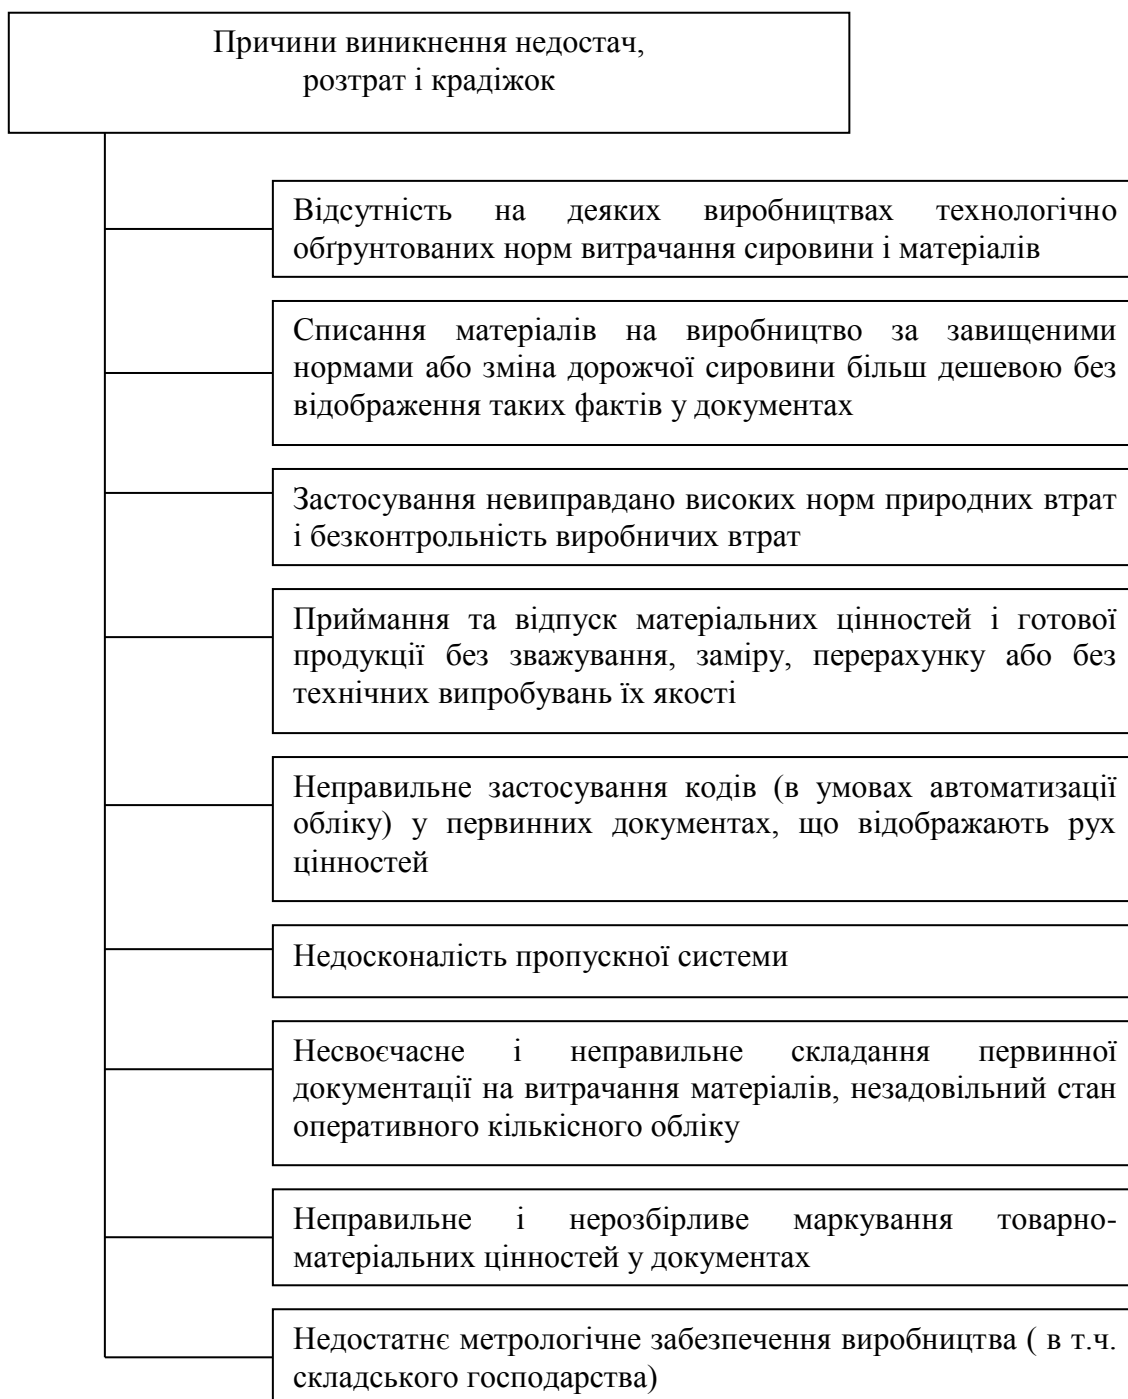 Причини виникнення недостач,
розтрат і крадіжок
Відсутність на деяких виробництвах технологічно
обґрунтованих норм витрачання сировини і матеріалів
Списання матеріалів на виробництво за завищеними
нормами або зміна дорожчої сировини більш дешевою без
відображення таких фактів у документах
Застосування невиправдано високих норм природних втрат
і безконтрольність виробничих втрат
Приймання та відпуск матеріальних цінностей і готової
продукції без зважування, заміру, перерахунку або без
технічних випробувань їх якості
Неправильне застосування кодів (в умовах автоматизації
обліку) у первинних документах, що відображають рух
цінностей
Недосконалість пропускної системи
Несвоєчасне і неправильне складання первинної
документації на витрачання матеріалів, незадовільний стан
оперативного кількісного обліку
Неправильне і нерозбірливе маркування товарно-
матеріальних цінностей у документах
Недостатнє метрологічне забезпечення виробництва ( в т.ч.
складського господарства)